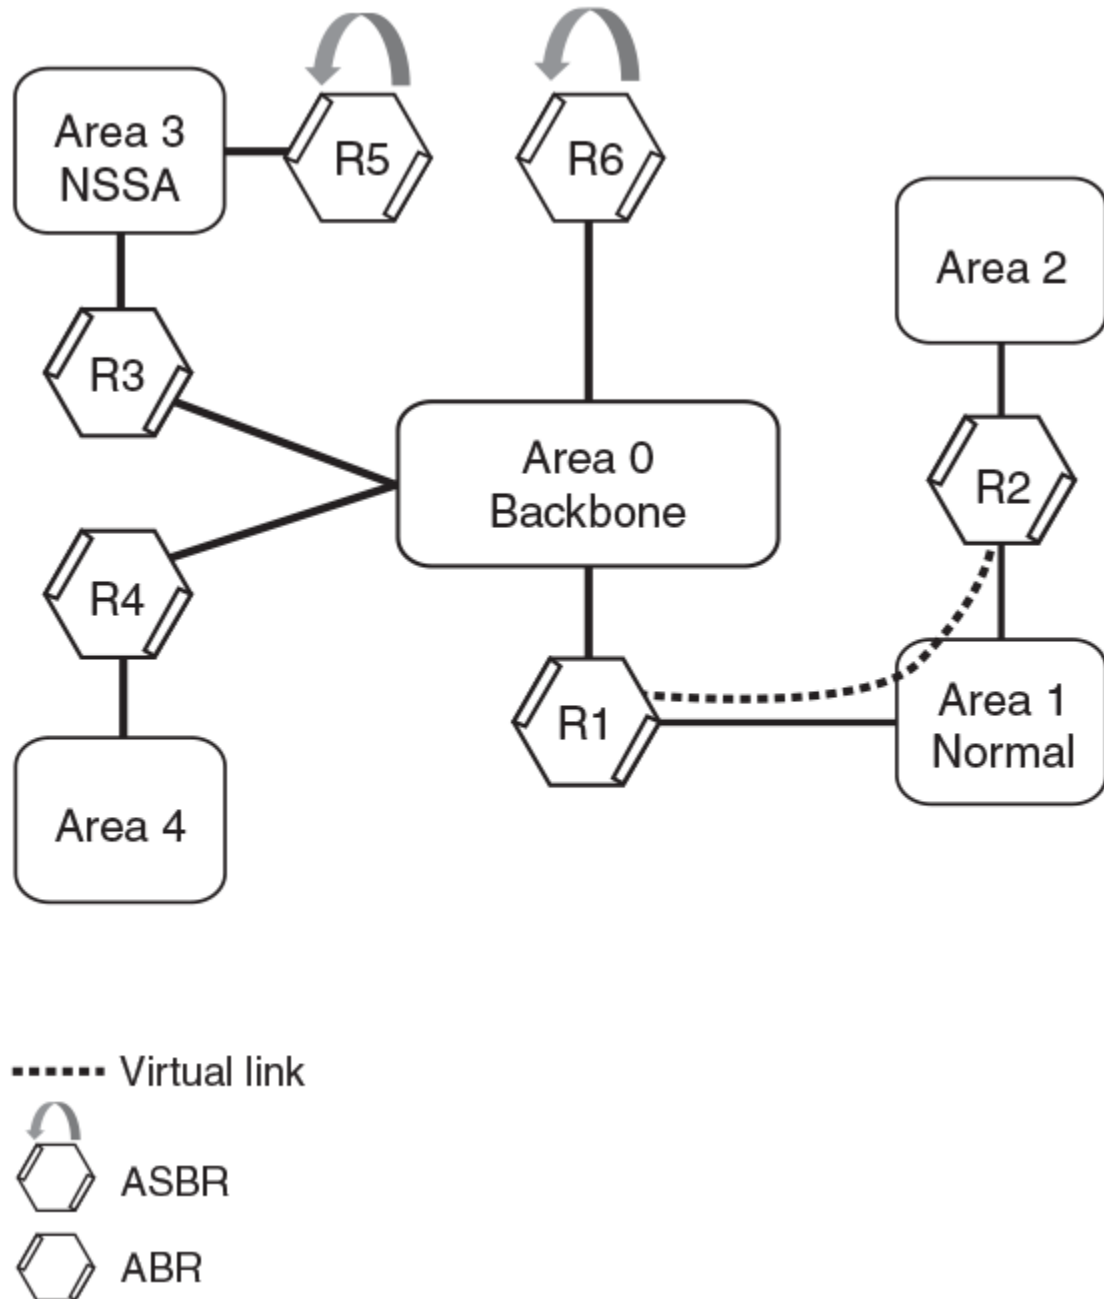 Area 3
NSSA
R5
R6
Area 2
R3
Area 0
Backbone
R2
R4
R1
Area 1
Normal
Area 4
Virtual link
ASBR
ABR